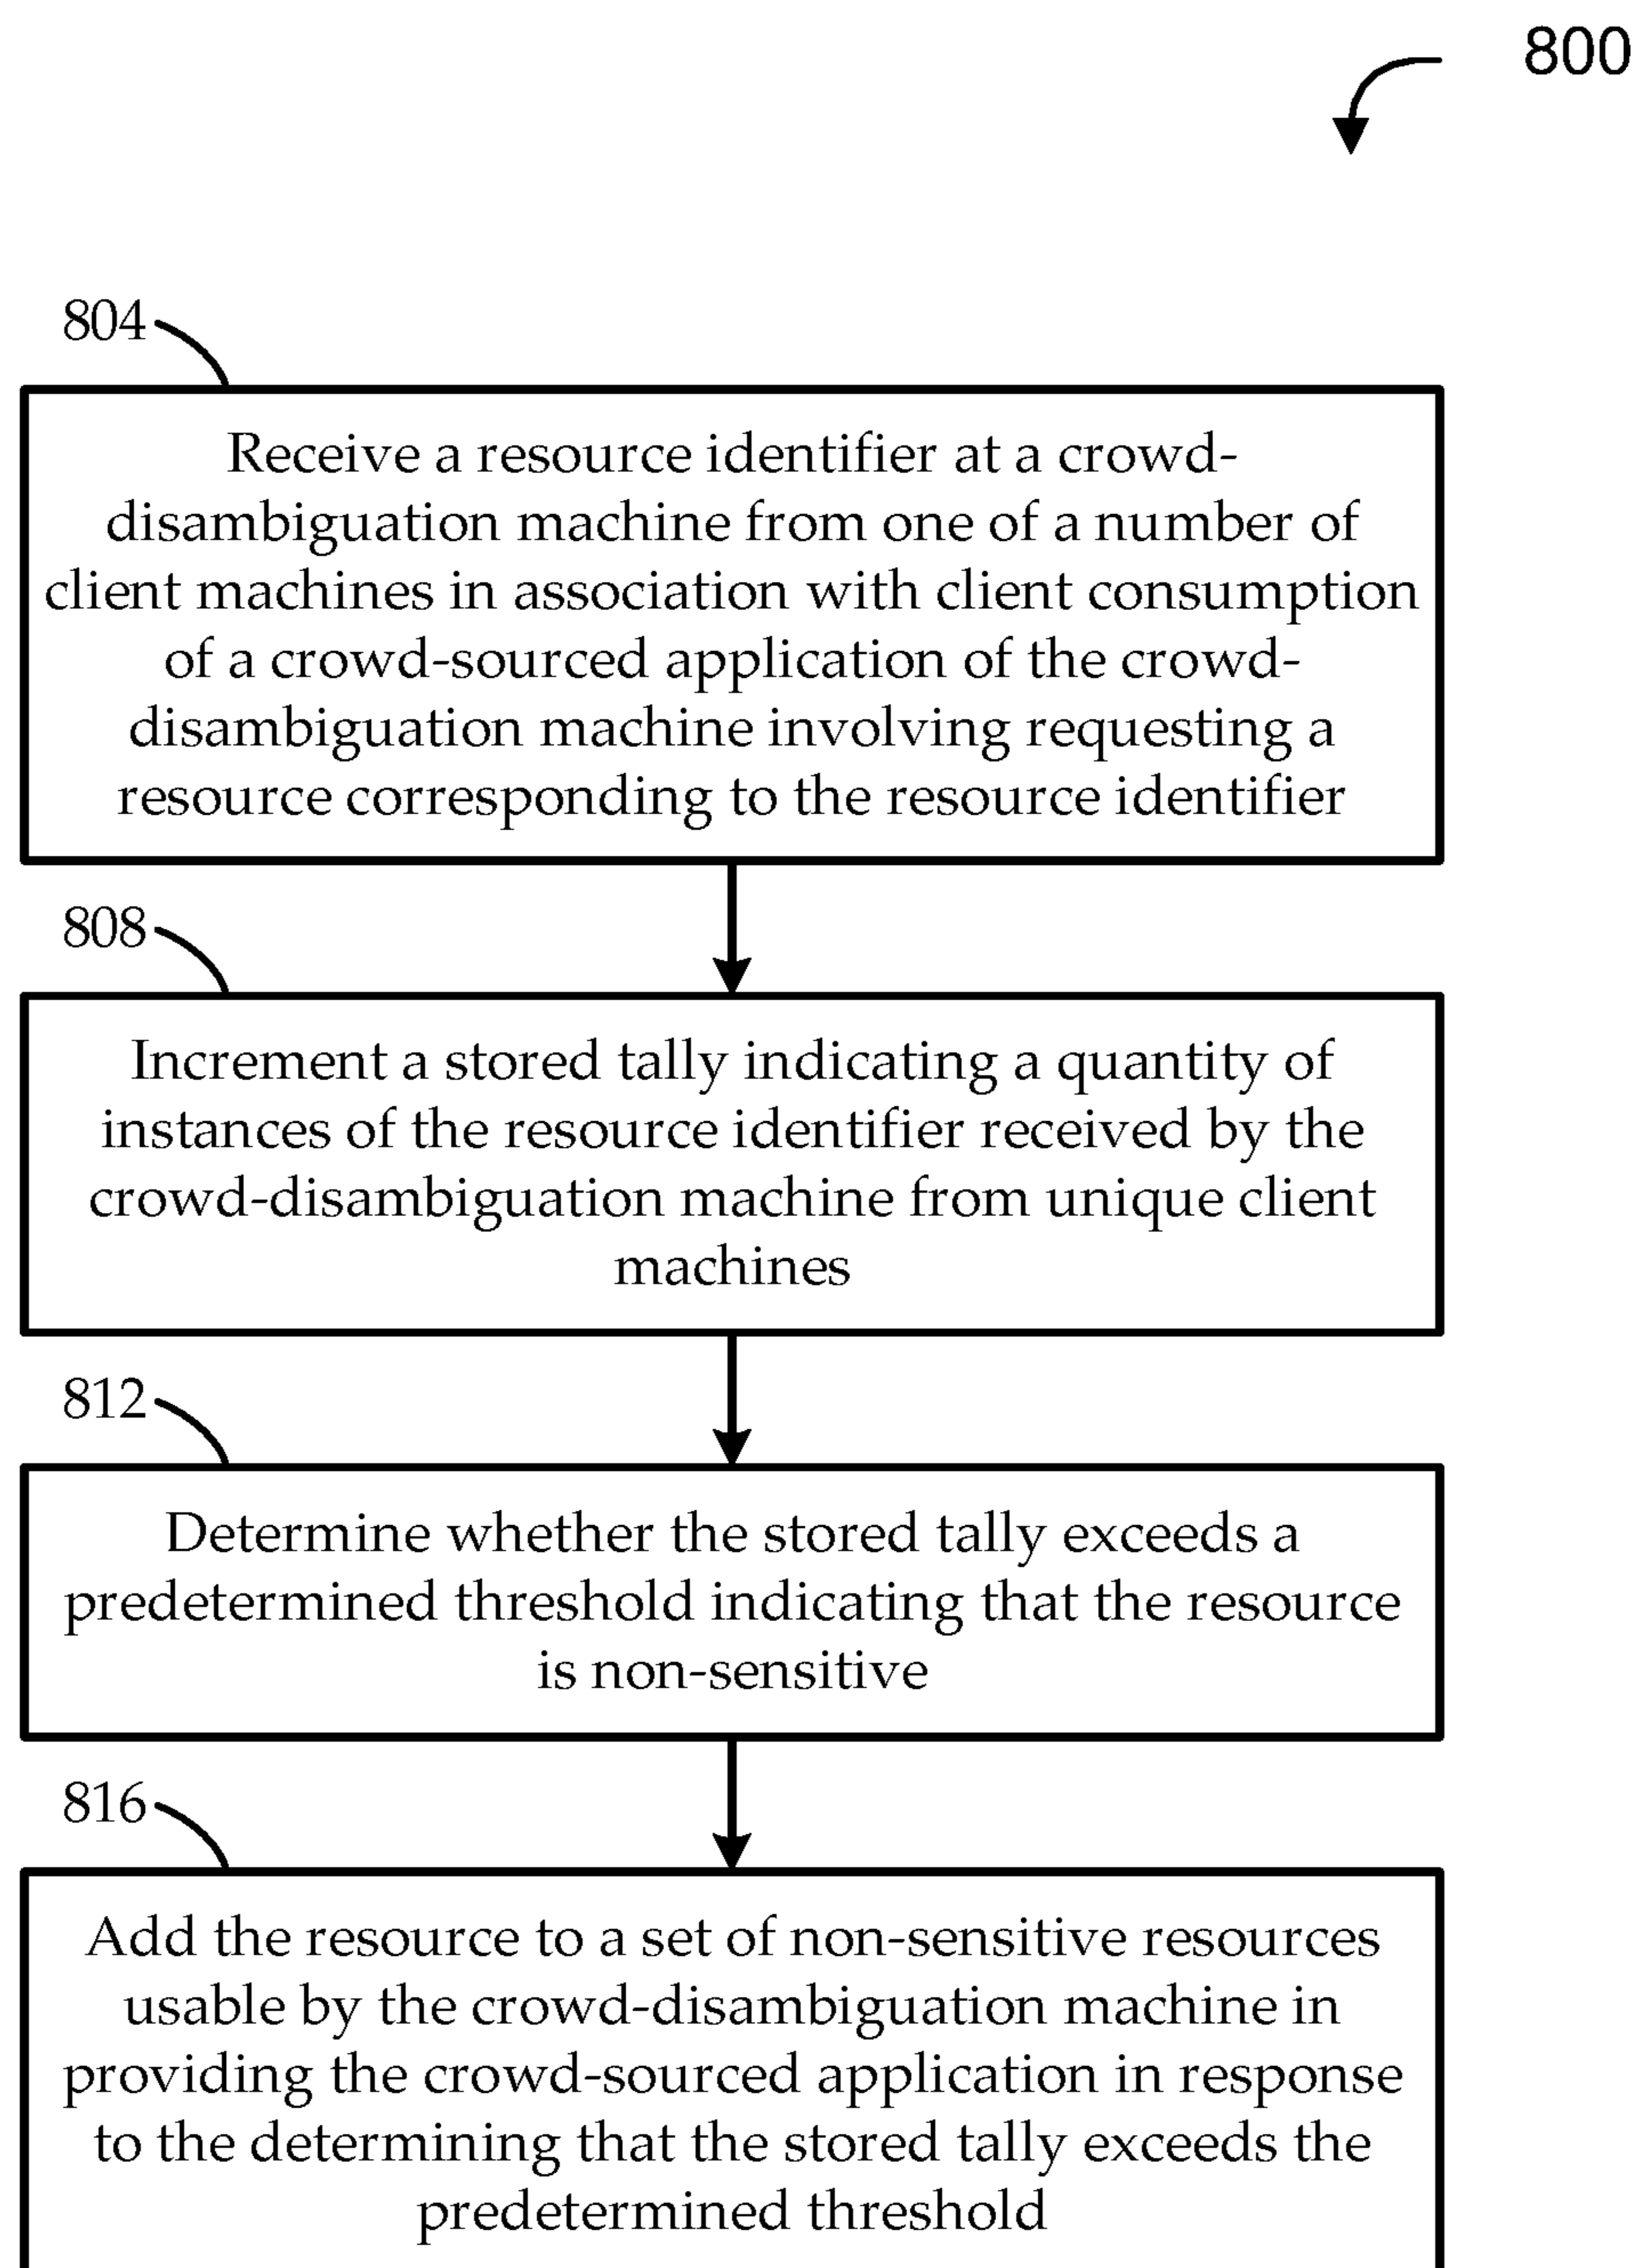 800
804
Receive a resource identifier at a crowd-
disambiguation machine from one of a number of
client machines in association with client consumption
of a crowd-sourced application of the crowd-
disambiguation machine involving requesting a
resource corresponding to the resource identifier
808
Increment a stored tally indicating a quantity of
instances of the resource identifier received by the
crowd-disambiguation machine from unique client
machines
812
Determine whether the stored tally exceeds a
predetermined threshold indicating that the resource
is non-sensitive
816
Add the resource to a set of non-sensitive resources
usable by the crowd-disambiguation machine in
providing the crowd-sourced application in response
to the determining that the stored tally exceeds the
predetermined threshold